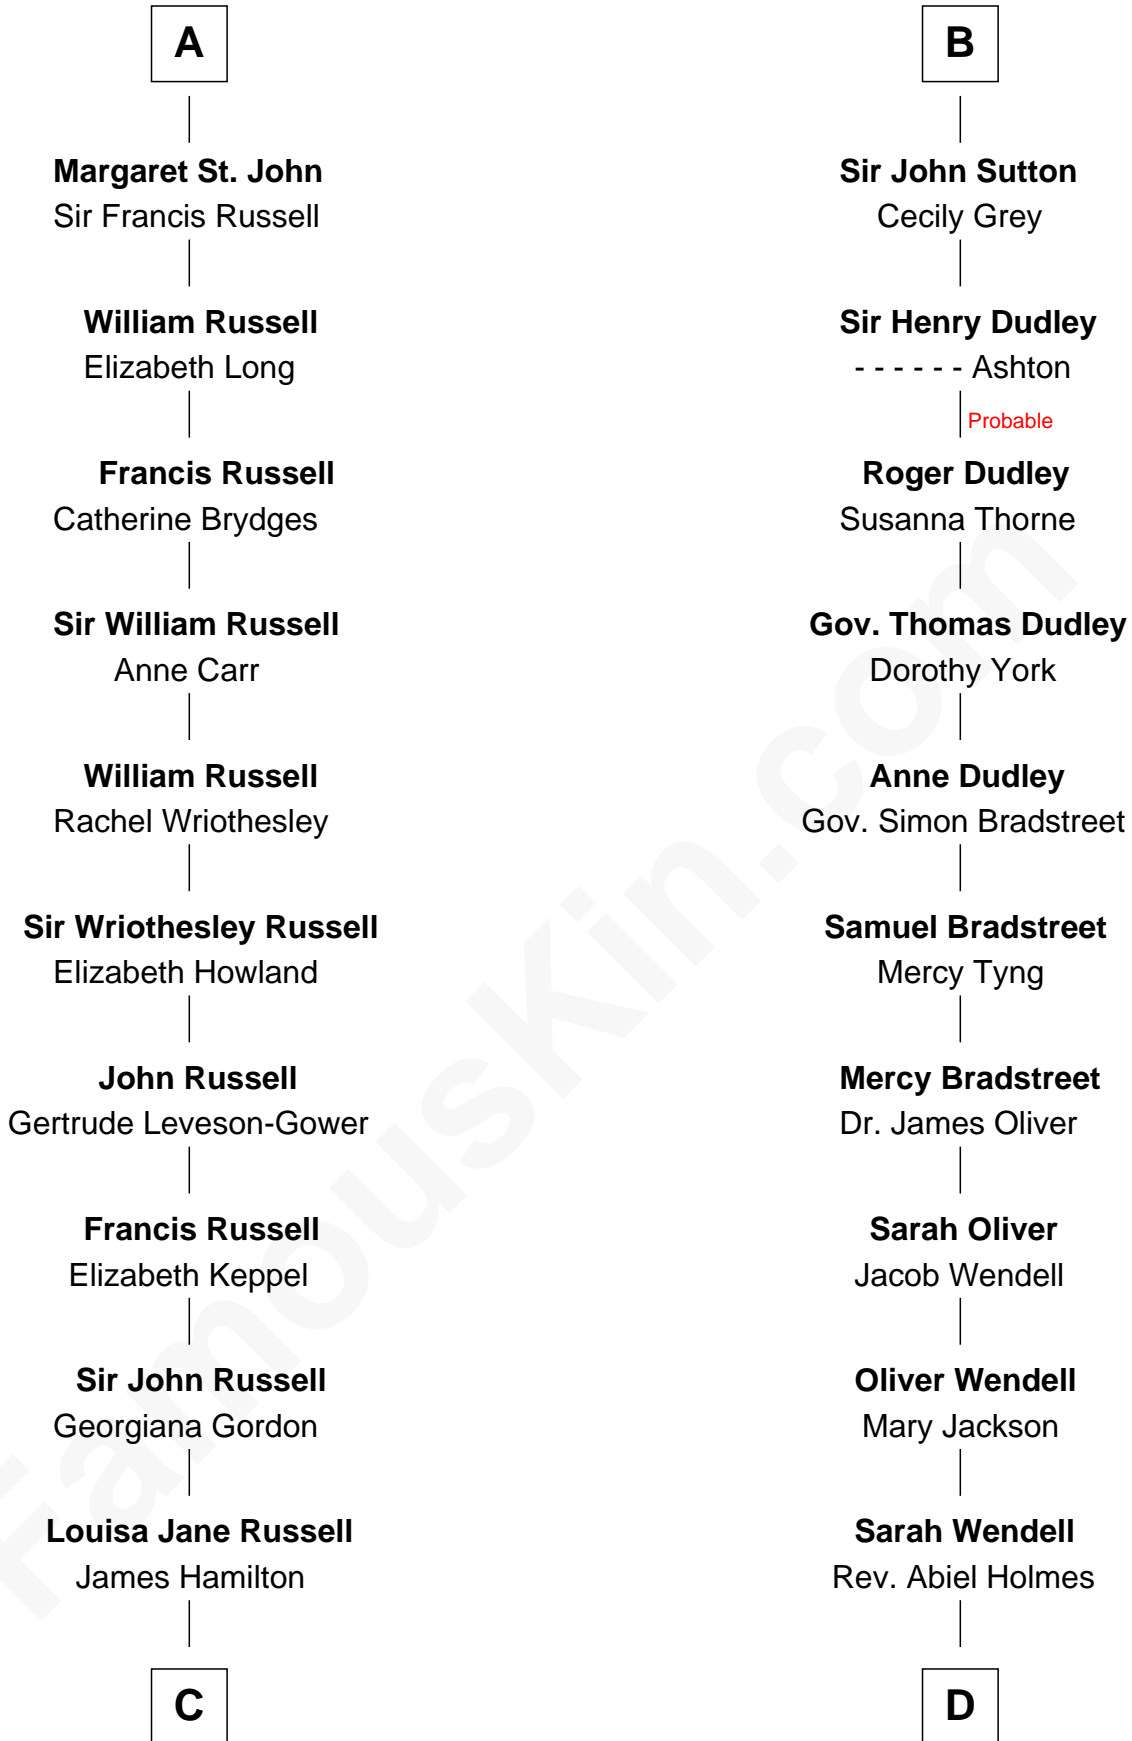 A
Margaret St. John
Sir Francis Russell
William Russell
Elizabeth Long
Francis Russell
Catherine Brydges
Sir William Russell
Anne Carr
William Russell
Rachel Wriothesley
Sir Wriothesley Russell
Elizabeth Howland
John Russell
Gertrude Leveson-Gower
Francis Russell
Elizabeth Keppel
Sir John Russell
Georgiana Gordon
Louisa Jane Russell
James Hamilton
C
B
Sir John Sutton
Cecily Grey
Sir Henry Dudley
- - - - - - Ashton
Probable
Roger Dudley
Susanna Thorne
Gov. Thomas Dudley
Dorothy York
Anne Dudley
Gov. Simon Bradstreet
Samuel Bradstreet
Mercy Tyng
Mercy Bradstreet
Dr. James Oliver
Sarah Oliver
Jacob Wendell
Oliver Wendell
Mary Jackson
Sarah Wendell
Rev. Abiel Holmes
D
FamousKin.com